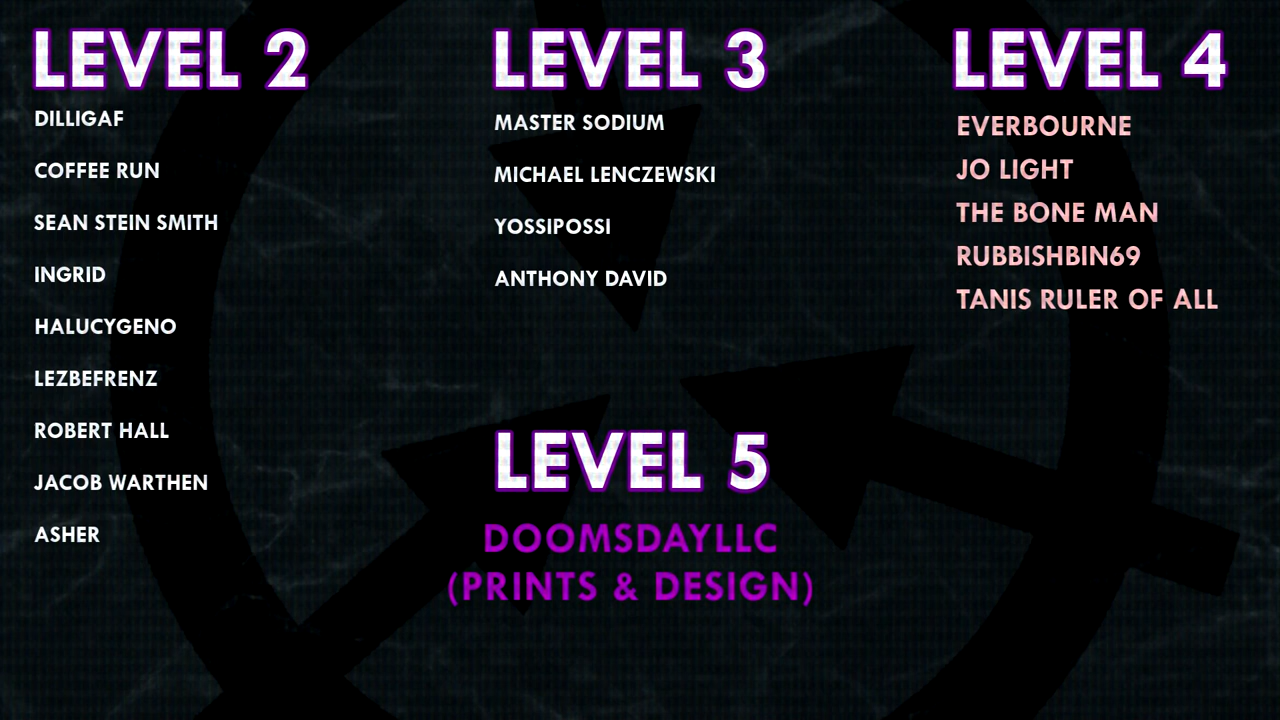 LEVEL 2
DILLIGAF
COFFEE RUN
SEAN STEIN SMITH
INGRID
HALUCYGENO
LEZBEFRENZ
ROBERT HALL
JACOB WARTHEN
ASHER
LEVEL 3
MASTER SODIUM
MICHAEL LENCZEWSKI
YOSSIPOSSI
ANTHONY DAVID
LEVEL 4
EVERBOURNE
JO LIGHT
THE BONE MAN
RUBBISHBIN69
TANIS RULER OF ALL
LEVEL 5
DOOMSDAYLLC
(PRINTS & DESIGN)